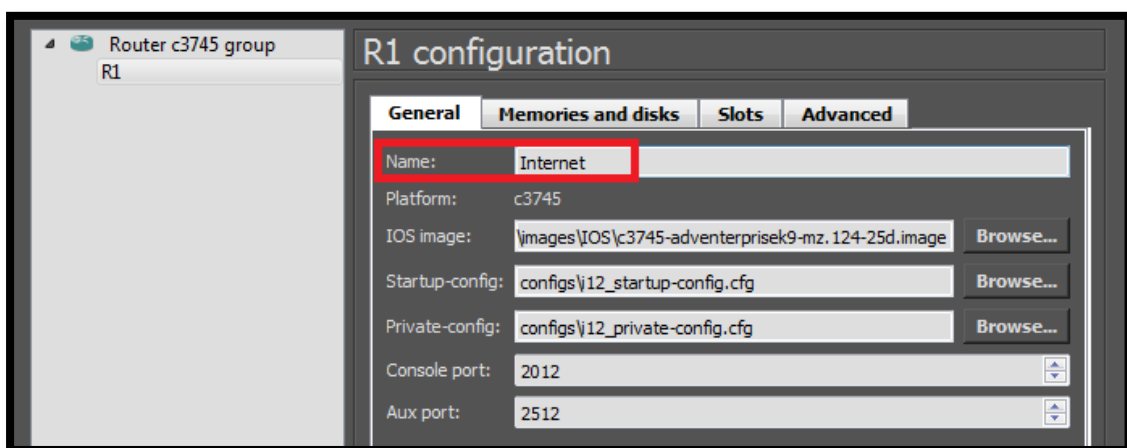 Router c3745 group
R1
R1 configuration
General Memories and disks Slots Advanced
Name: Internet
Platform: c3745
IOS image: \images\IOS\c3745-adventerprisek9-mz.124-25d.image Browse...
Startup-config: configs\i12_startup-config.cfg Browse...
Private-config: configs\i12_private-config.cfg Browse...
Console port: 2012
Aux port: 2512